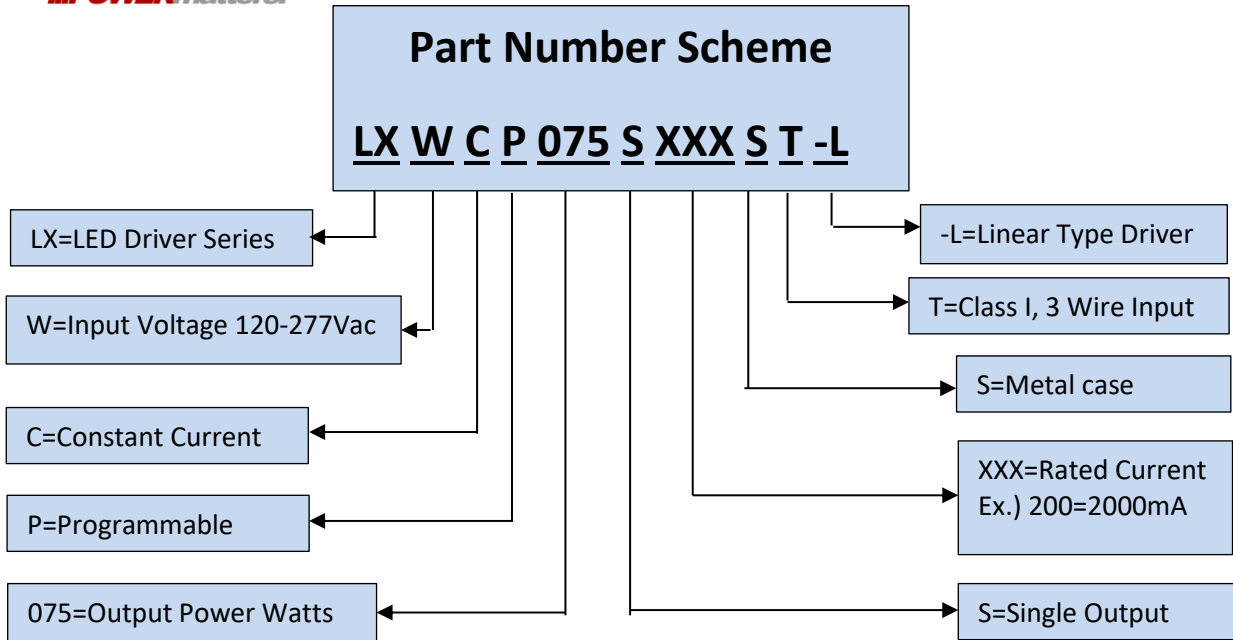 POWER matters.
Part Number Scheme
LX W C P 075 S XXX S T -L
LX=LED Driver Series
W=Input Voltage 120-277Vac
C=Constant Current
P=Programmable
075=Output Power Watts
-L=Linear Type Driver
T=Class I, 3 Wire Input
S=Metal case
XXX=Rated Current
Ex.) 200=2000mA
S=Single Output